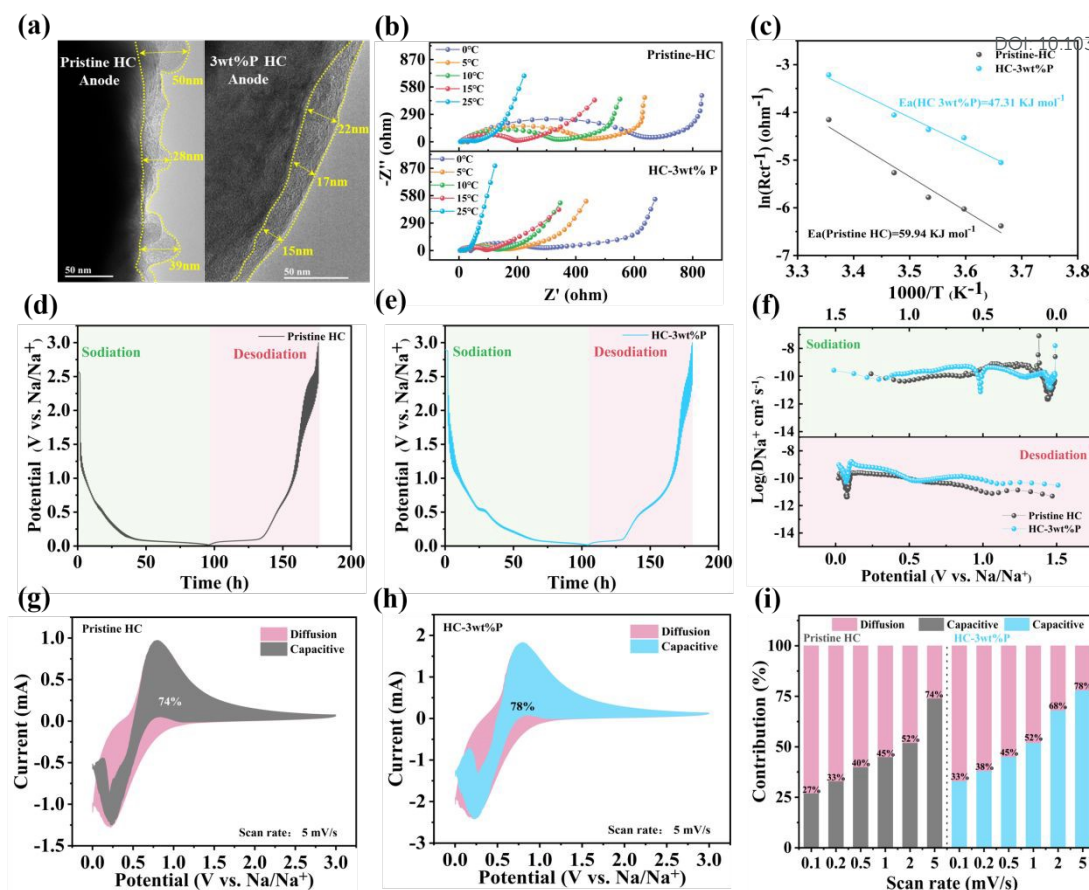 (a)
Pristine HC
Anode
3wt%P HC
Anode
50nm
28nm
39nm
22nm
17nm
15nm
50 nm
50 nm
(b)
Pristine-HC
0℃
5℃
10℃
15℃
25℃
HC-3wt% P
0℃
5℃
10℃
15℃
25℃
870
580
290
0
870
580
290
0
-Z'' (ohm)
0 200 400 600 800
Z' (ohm)
(c)
DOI: 10.103
Pristine-HC
HC-3wt%P
Ea(HC 3wt%P)=47.31 KJ mol-1
Ea(Pristine HC)=59.94 KJ mol-1
-3
-4
-5
-6
-7
ln(Rct-1) (ohm-1)
3.3 3.4 3.5 3.6 3.7 3.8
1000/T (K-1)
(d)
Sodiation
Desodiation
Pristine HC
3.0
2.5
2.0
1.5
1.0
0.5
0.0
Potential (V vs. Na/Na+)
0 50 100 150 200
Time (h)
(e)
Sodiation
Desodiation
HC-3wt%P
3.0
2.5
2.0
1.5
1.0
0.5
0.0
Potential (V vs. Na/Na+)
0 50 100 150 200
Time (h)
(f)
1.5 1.0 0.5 0.0
Sodiation
-8
-10
-12
-14
Desodiation
-8
-10
-12
-14
Pristine HC
HC-3wt%P
Log(DNa+ cm2 s-1)
0.0 0.5 1.0 1.5
Potential (V vs. Na/Na+)
(g)
Pristine HC
Diffusion
Capacitive
74%
Scan rate: 5 mV/s
1.0
0.5
0.0
-0.5
-1.0
-1.5
Current (mA)
0.0 0.5 1.0 1.5 2.0 2.5 3.0
Potential (V vs. Na/Na+)
(h)
HC-3wt%P
Diffusion
Capacitive
78%
Scan rate: 5 mV/s
3
2
1
0
-1
-2
-3
Current (mA)
0.0 0.5 1.0 1.5 2.0 2.5 3.0
Potential (V vs. Na/Na+)
(i)
Diffusion Capacitive Capacitive
Pristine HC HC-3wt%P
100
75
50
25
0
Contribution (%)
27% 33% 40% 45% 52% 74% 33% 38% 45% 52% 68% 78%
0.1 0.2 0.5 1 2 5 0.1 0.2 0.5 1 2 5
Scan rate (mV/s)